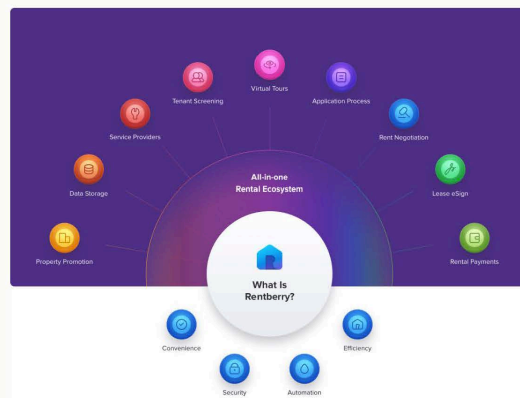 Virtual Tours
Tenant Screening
Application Process
Service Providers
Rent Negotiation
All-in-one
Rental Ecosystem
Data Storage
Lease eSign
Property Promotion
Rental Payments
What Is
Rentberry?
Convenience
Efficiency
Security
Automation